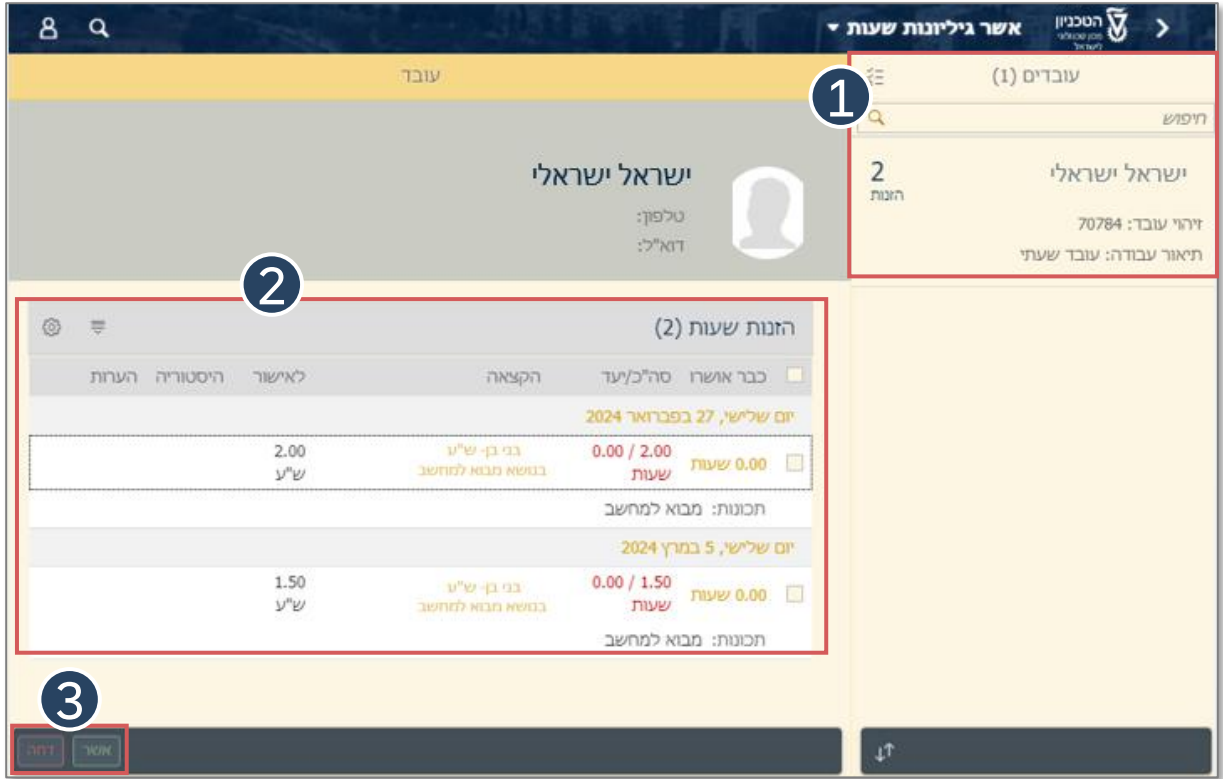 הטכניון
מכון טכנולוגי
לישראל
אשר גיליונות שעות
1
עובדים (1)
חיפוש
ישראל ישראלי
2
הזנות
זיהוי עובד: 70784
תיאור עבודה: עובד שעתי
עובד
ישראל ישראלי
טלפון:
דוא"ל:
2
הזנות שעות (2)
כבר אושרו סה"כ/יעד הקצאה לאישור היסטוריה הערות
יום שלישי, 27 בפברואר 2024
0.00 שעות 0.00 / 2.00 בני בן- ש"ע 2.00
שעות בנושא מבוא למחשב ש"ע
תכונות: מבוא למחשב
יום שלישי, 5 במרץ 2024
0.00 שעות 0.00 / 1.50 בני בן- ש"ע 1.50
שעות בנושא מבוא למחשב ש"ע
תכונות: מבוא למחשב
3
אשר דחה